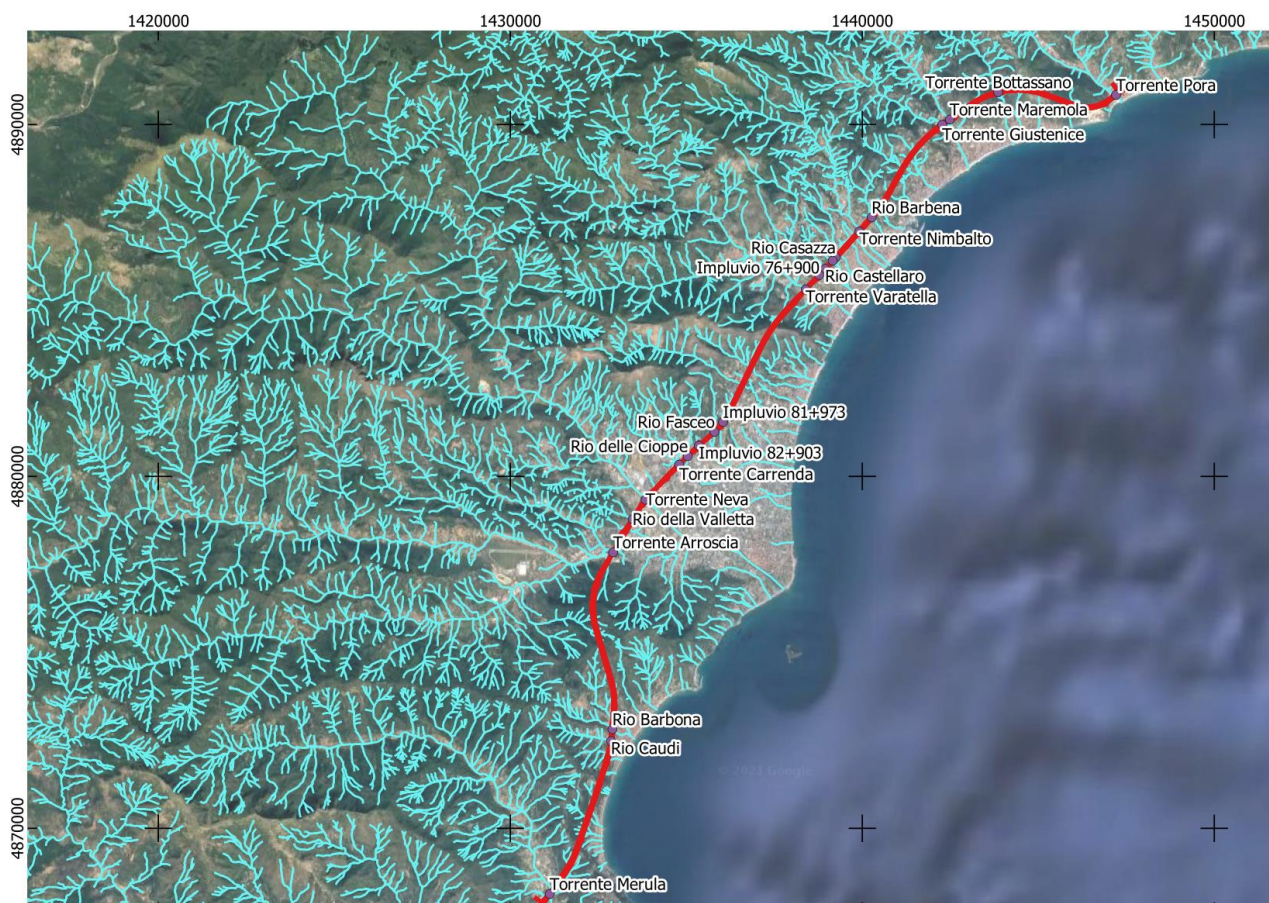 1420000
1430000
1440000
1450000
4890000
4880000
4870000
Torrente Bottassano
Torrente Pora
Torrente Maremola
Torrente Giustenice
Rio Barbena
Torrente Nimbalto
Rio Casazza
Impluvio 76+900
Rio Castellaro
Torrente Varatella
Impluvio 81+973
Rio Fasceo
Rio delle Cioppe
Impluvio 82+903
Torrente Carrenda
Torrente Neva
Rio della Valletta
Torrente Arroscia
Rio Barbona
Rio Caudi
© 2021 Google
Torrente Merula